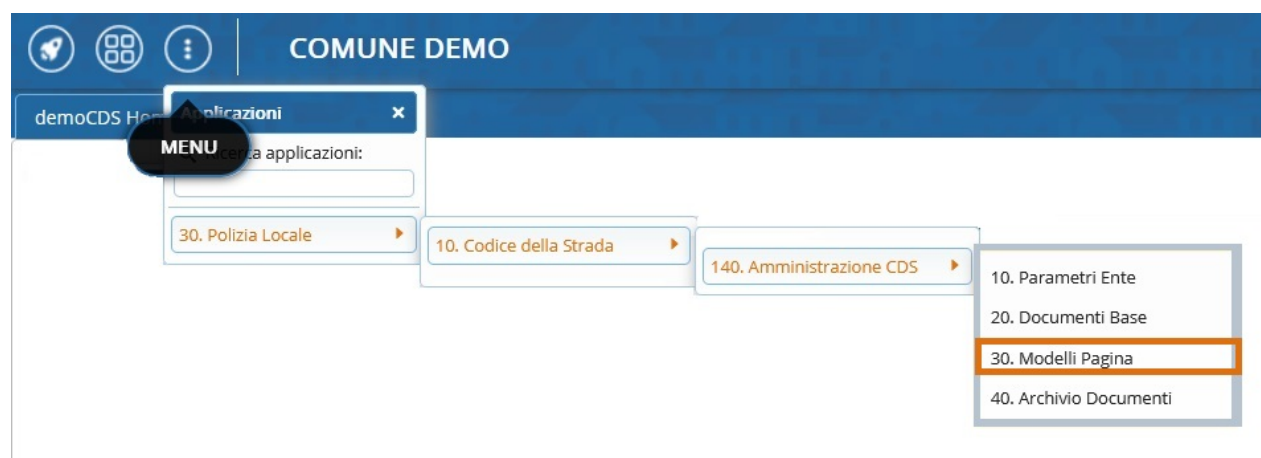 COMUNE DEMO
demoCDS
Applicazioni ×
MENU
applicazioni:
30. Polizia Locale
10. Codice della Strada
140. Amministrazione CDS
10. Parametri Ente
20. Documenti Base
30. Modelli Pagina
40. Archivio Documenti